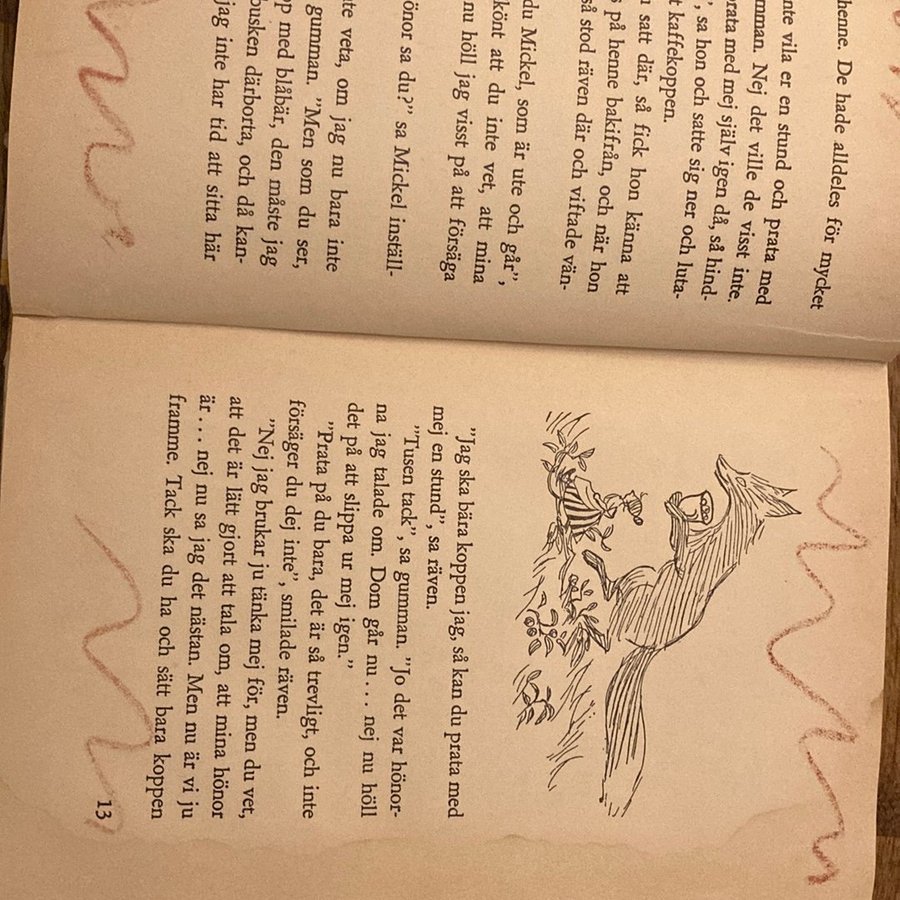 henne. De hade alldeles för mycket
nte vila er en stund och prata med
mman. Nej det ville de visst inte.
prata med mej själv igen då, så hind-
", sa hon och satte sig ner och luta-
t kaffekoppen.
satt där, så fick hon känna att
på henne bakifrån, och när hon
så stod räven där och viftade vän-
du Mickel, som är ute och går",
könt att du inte vet, att mina
nu höll jag visst på att försäga
önor sa du?" sa Mickel inställ-
te veta, om jag nu bara inte
gumman. "Men som du ser,
pp med blåbär, den måste jag
busken därborta, och då kan-
jag inte har tid att sitta här
"Jag ska bära koppen jag, så kan du prata med
mej en stund", sa räven.
"Tusen tack", sa gumman. "Jo det var hönor-
na jag talade om. Dom går nu... nej nu höll
det på att slippa ur mej igen."
"Prata på du bara, det är så trevligt, och inte
försäger du dej inte", smilade räven.
"Nej jag brukar ju tänka mej för, men du vet,
att det är lätt gjort att tala om, att mina hönor
är... nej nu sa jag det nästan. Men nu är vi ju
framme. Tack ska du ha och sätt bara koppen
13